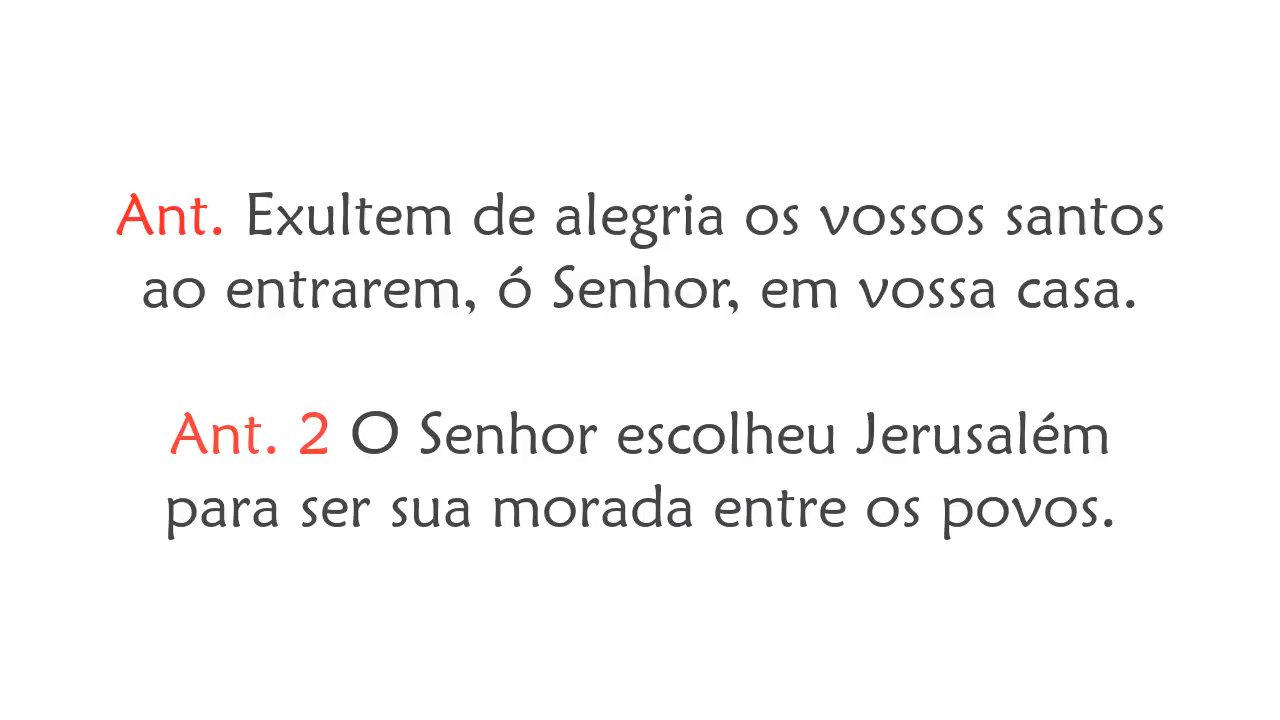 Ant. Exultem de alegria os vossos santos
ao entrarem, ó Senhor, em vossa casa.
Ant. 2 O Senhor escolheu Jerusalém
para ser sua morada entre os povos.